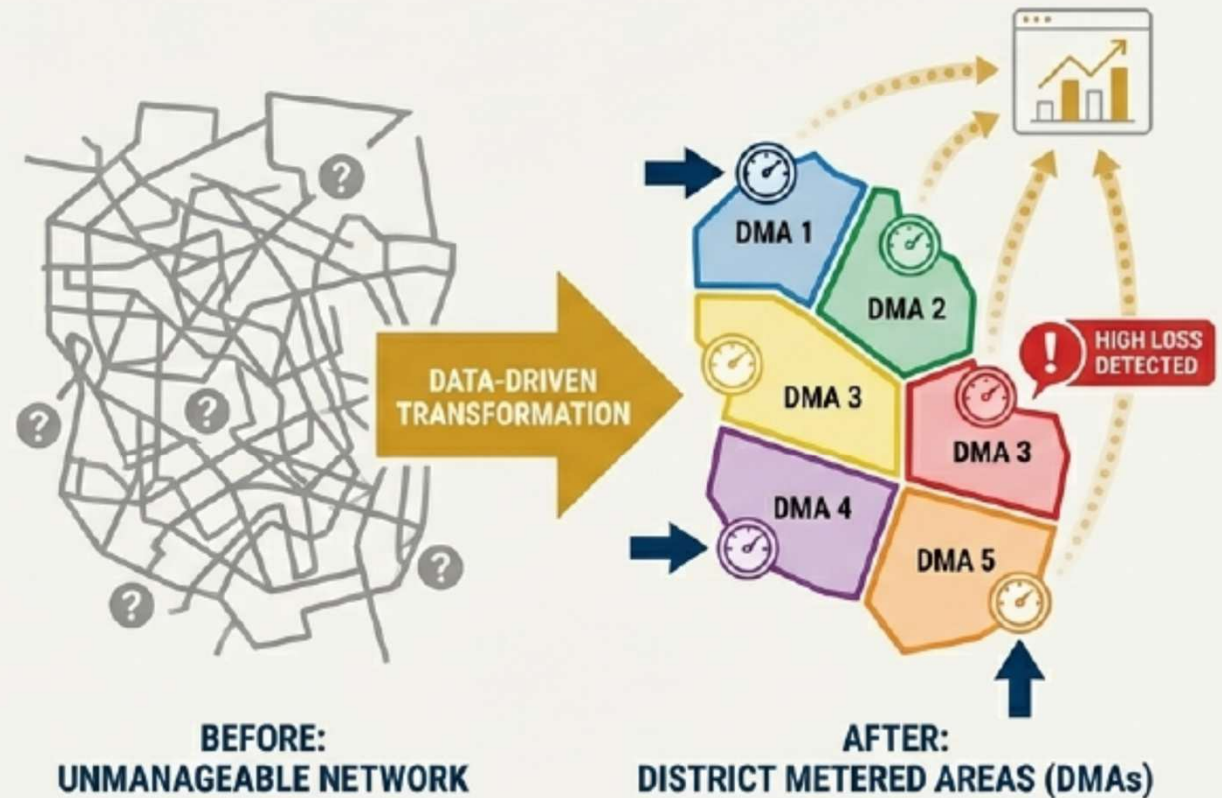 ?
?
?
?
?
DATA-DRIVEN
TRANSFORMATION
DMA 1
DMA 2
!
HIGH LOSS
DETECTED
DMA 3
DMA 3
DMA 4
DMA 5
BEFORE:
UNMANAGEABLE NETWORK
AFTER:
DISTRICT METERED AREAS (DMAs)